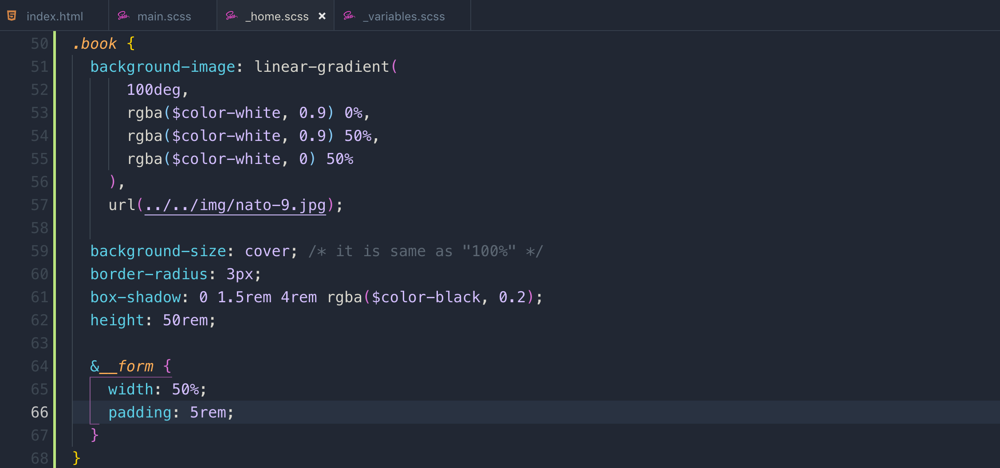 index.html main.scss _home.scss × _variables.scss
50 .book {
51 background-image: linear-gradient(
52 100deg,
53 rgba($color-white, 0.9) 0%,
54 rgba($color-white, 0.9) 50%,
55 rgba($color-white, 0) 50%
56 ),
57 url(../../img/nato-9.jpg);
58
59 background-size: cover; /* it is same as "100%" */
60 border-radius: 3px;
61 box-shadow: 0 1.5rem 4rem rgba($color-black, 0.2);
62 height: 50rem;
63
64 &__form {
65 width: 50%;
66 padding: 5rem;
67 }
68 }